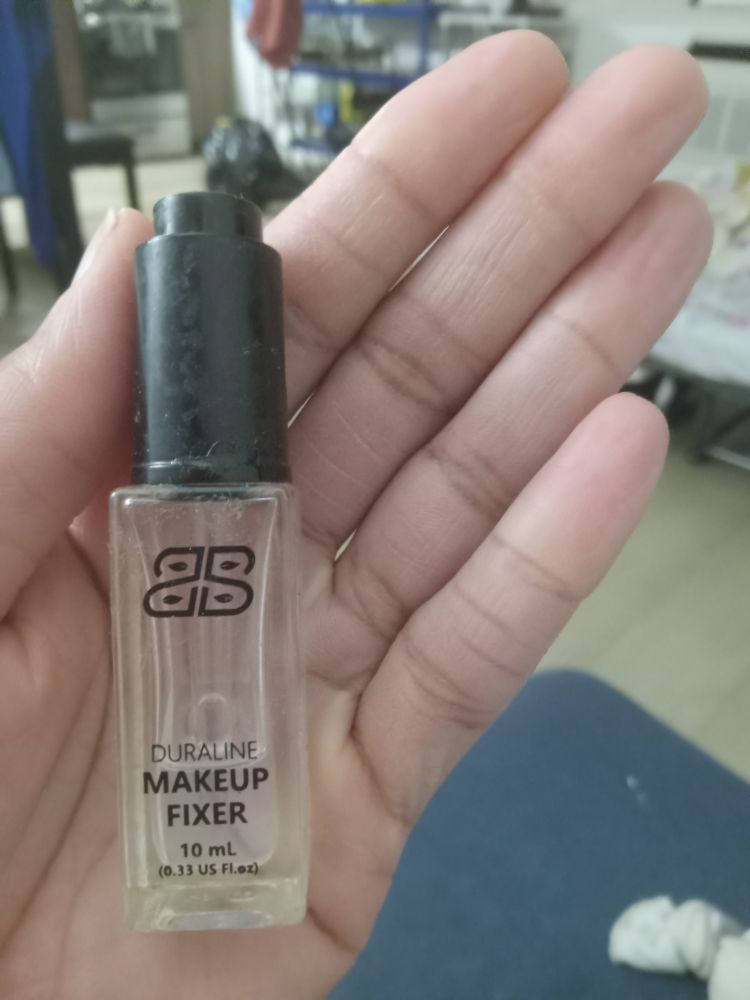 DURALINE
MAKEUP
FIXER
10 mL
(0.33 US Fl.oz)